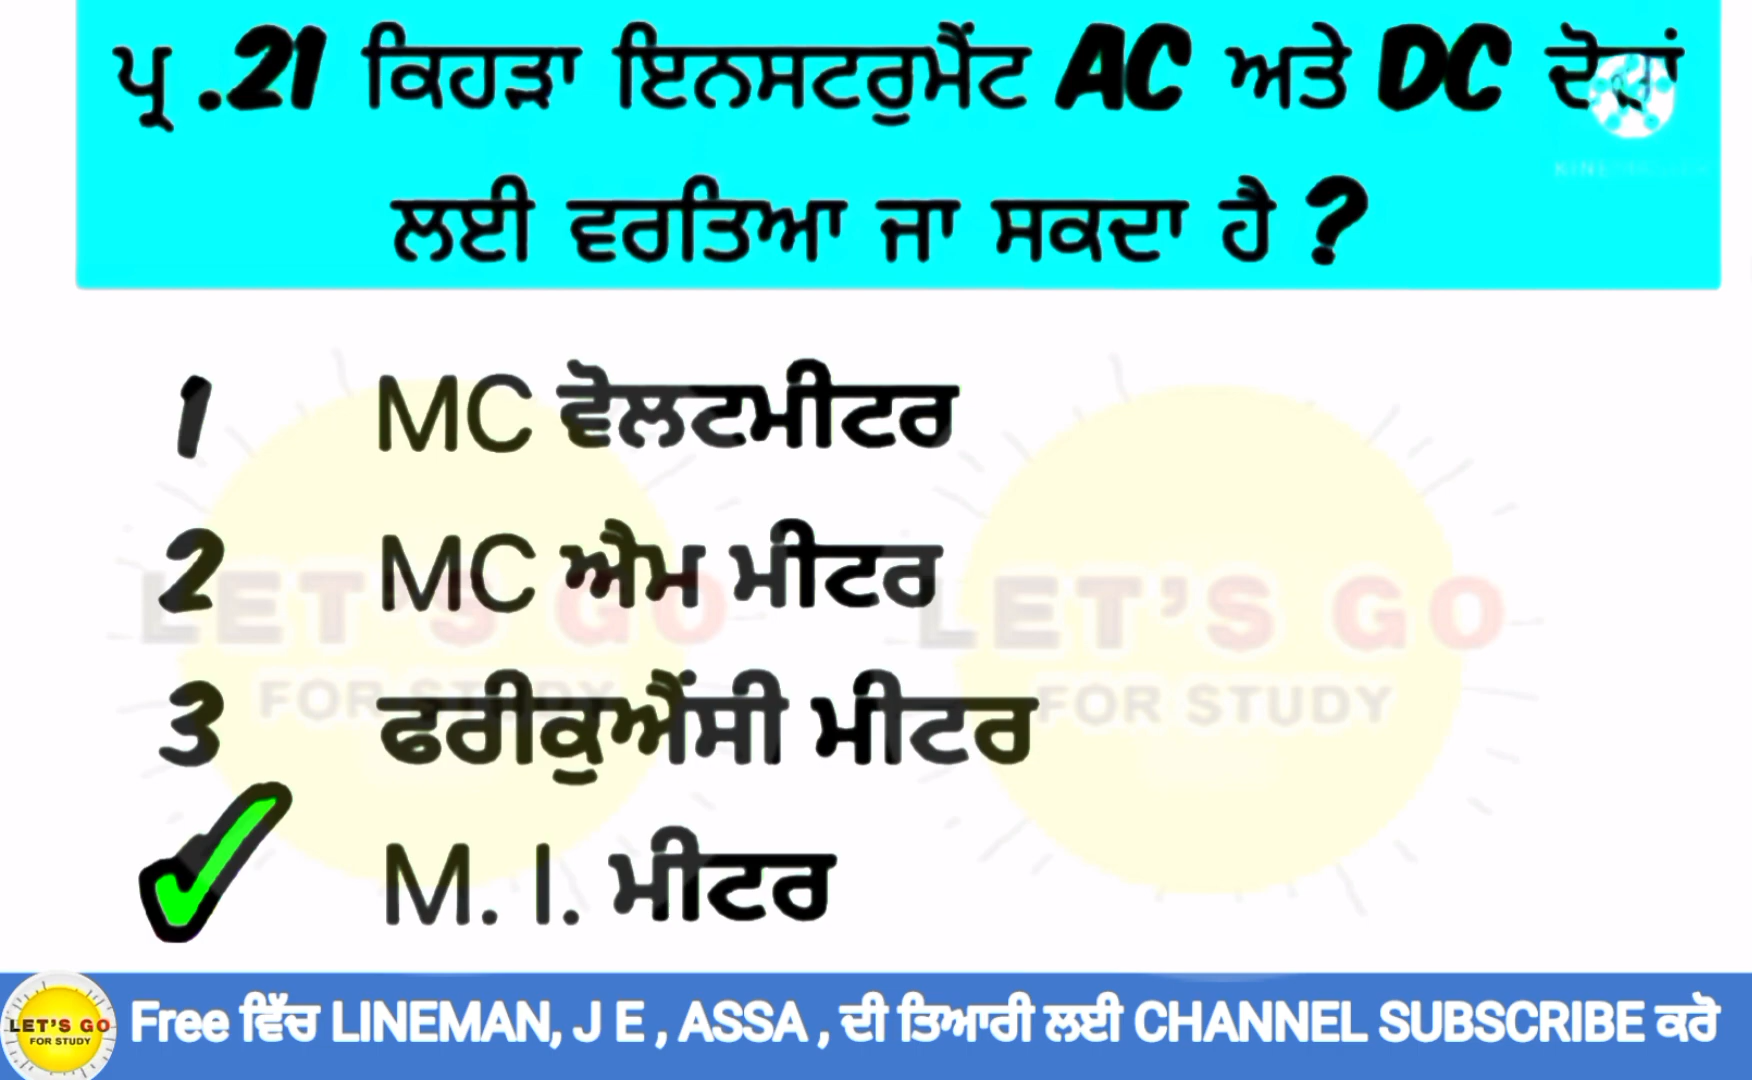 ਪ੍ਰ .21 ਕਿਹੜਾ ਇਨਸਟਰੁਮੈਂਟ AC ਅਤੇ DC ਦੋਨਾਂ
ਲਈ ਵਰਤਿਆ ਜਾ ਸਕਦਾ ਹੈ ?
1 MC ਵੋਲਟਮੀਟਰ
2 MC ਐਮ ਮੀਟਰ
3 ਫਰੀਕੁਐਂਸੀ ਮੀਟਰ
M. I. ਮੀਟਰ
LET'S GO
FOR STUDY
LET'S GO
FOR STUDY
LET'S GO
FOR STUDY
Free ਵਿੱਚ LINEMAN, J E , ASSA , ਦੀ ਤਿਆਰੀ ਲਈ CHANNEL SUBSCRIBE ਕਰੋ